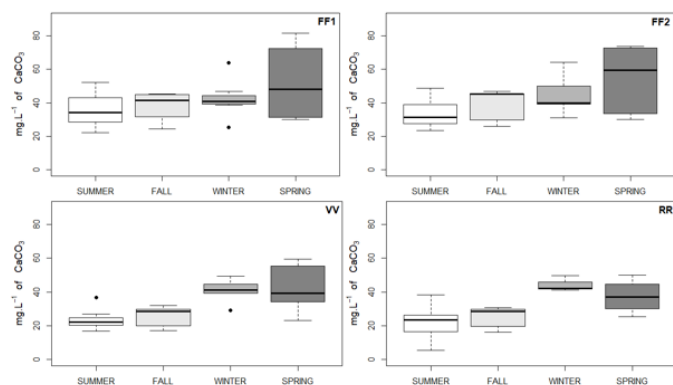 FF1
mg.L⁻¹ of CaCO₃
0 20 40 60 80
SUMMER FALL WINTER SPRING
FF2
mg.L⁻¹ of CaCO₃
0 20 40 60 80
SUMMER FALL WINTER SPRING
VV
mg.L⁻¹ of CaCO₃
0 20 40 60 80
SUMMER FALL WINTER SPRING
RR
mg.L⁻¹ of CaCO₃
0 20 40 60 80
SUMMER FALL WINTER SPRING